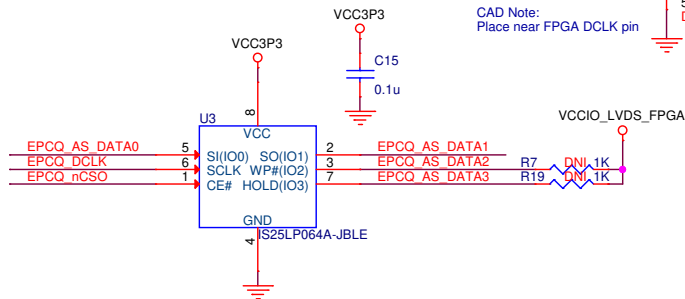 CAD Note:
Place near FPGA DCLK pin
5
VCC3P3
VCC3P3
C15
0.1u
VCCIO_LVDS_FPGA
U3
8
VCC
EPCQ_AS_DATA0 5 SI(IO0) SO(IO1) 2 EPCQ_AS_DATA1
EPCQ_DCLK 6 SCLK WP#(IO2) 3 EPCQ_AS_DATA2 R7 DNI 1K
EPCQ_nCSO 1 CE# HOLD(IO3) 7 EPCQ_AS_DATA3 R19 DNI 1K
GND
4
IS25LP064A-JBLE